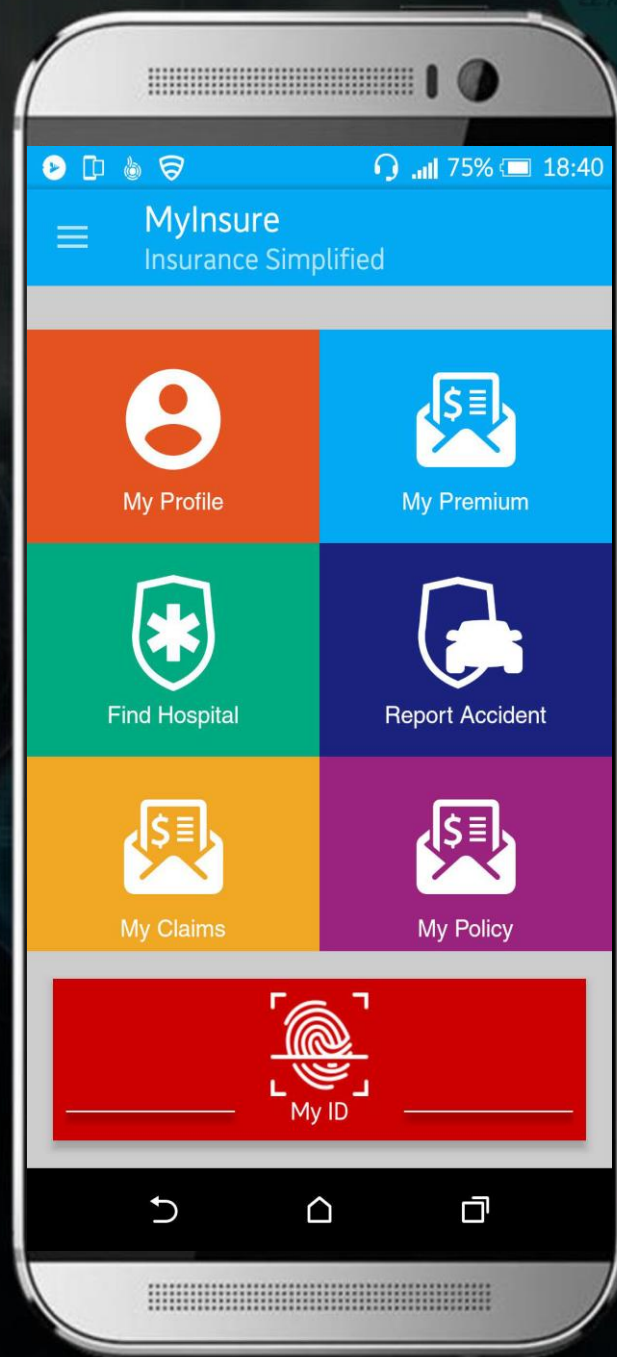 75% 18:40
MyInsure
Insurance Simplified
My Profile
My Premium
Find Hospital
Report Accident
My Claims
My Policy
My ID